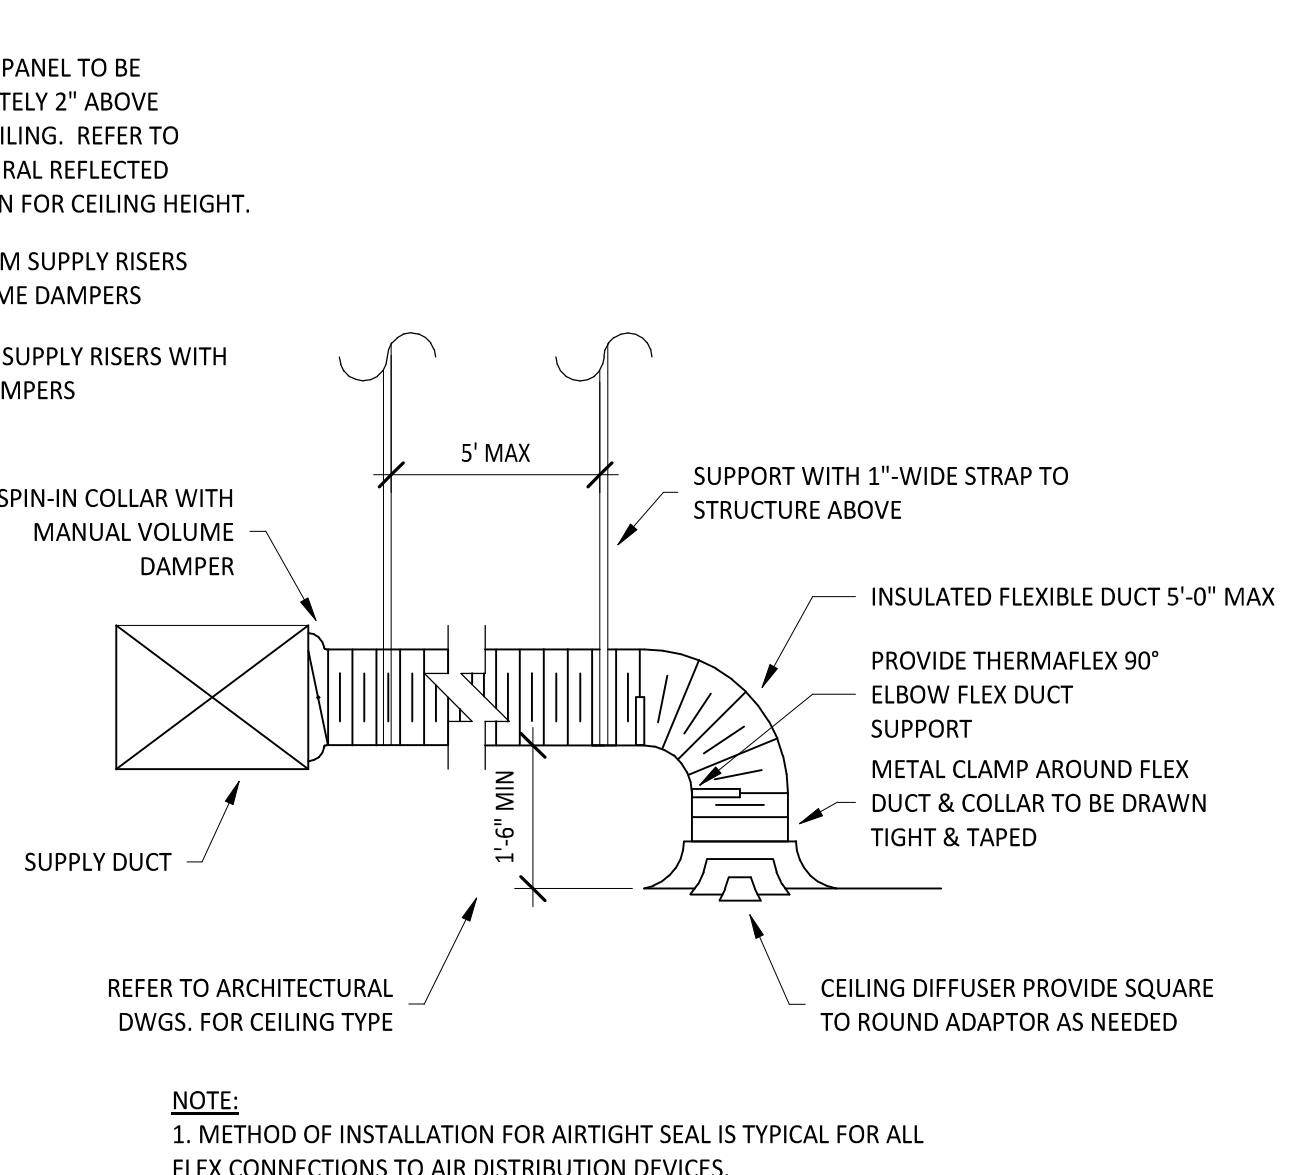 PANEL TO BE
TELY 2" ABOVE
ILING. REFER TO
RAL REFLECTED
N FOR CEILING HEIGHT.
M SUPPLY RISERS
ME DAMPERS
SUPPLY RISERS WITH
MPERS
5' MAX
SUPPORT WITH 1"-WIDE STRAP TO
STRUCTURE ABOVE
SPIN-IN COLLAR WITH
MANUAL VOLUME
DAMPER
INSULATED FLEXIBLE DUCT 5'-0" MAX
PROVIDE THERMAFLEX 90°
ELBOW FLEX DUCT
SUPPORT
METAL CLAMP AROUND FLEX
DUCT & COLLAR TO BE DRAWN
TIGHT & TAPED
1'-6" MIN
SUPPLY DUCT
REFER TO ARCHITECTURAL
DWGS. FOR CEILING TYPE
CEILING DIFFUSER PROVIDE SQUARE
TO ROUND ADAPTOR AS NEEDED
NOTE:
1. METHOD OF INSTALLATION FOR AIRTIGHT SEAL IS TYPICAL FOR ALL
FLEX CONNECTIONS TO AIR DISTRIBUTION DEVICES.